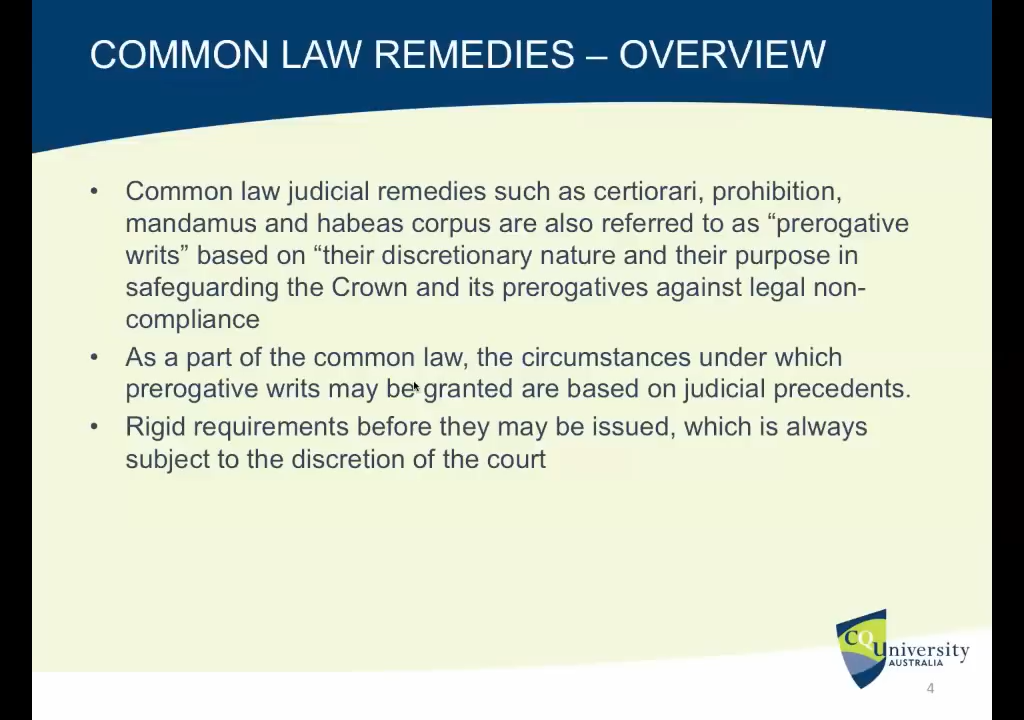 COMMON LAW REMEDIES – OVERVIEW
• Common law judicial remedies such as certiorari, prohibition,
mandamus and habeas corpus are also referred to as “prerogative
writs” based on “their discretionary nature and their purpose in
safeguarding the Crown and its prerogatives against legal non-
compliance
• As a part of the common law, the circumstances under which
prerogative writs may be granted are based on judicial precedents.
• Rigid requirements before they may be issued, which is always
subject to the discretion of the court
CQUniversity
AUSTRALIA
4